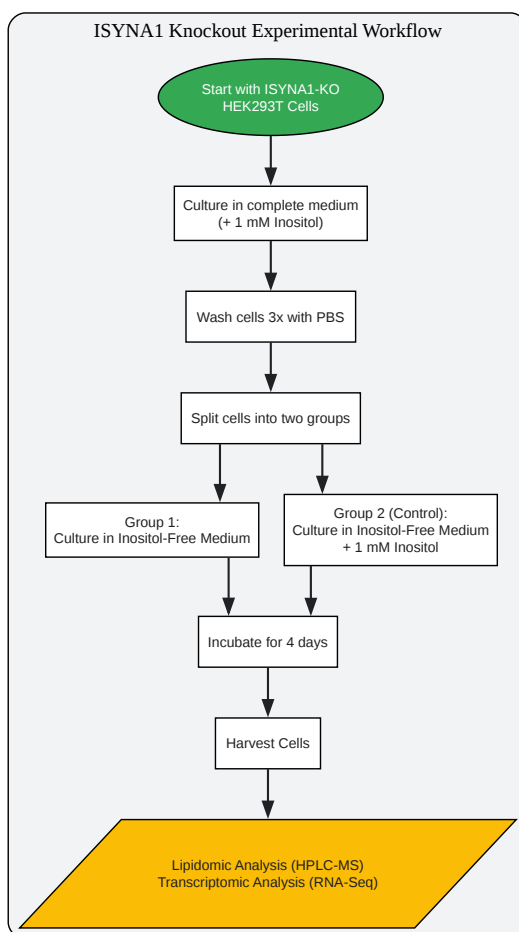 ISYNA1 Knockout Experimental Workflow
Start with ISYNA1-KO
HEK293T Cells
Culture in complete medium
(+ 1 mM Inositol)
Wash cells 3x with PBS
Split cells into two groups
Group 1:
Culture in Inositol-Free Medium
Group 2 (Control):
Culture in Inositol-Free Medium
+ 1 mM Inositol
Incubate for 4 days
Harvest Cells
Lipidomic Analysis (HPLC-MS)
Transcriptomic Analysis (RNA-Seq)